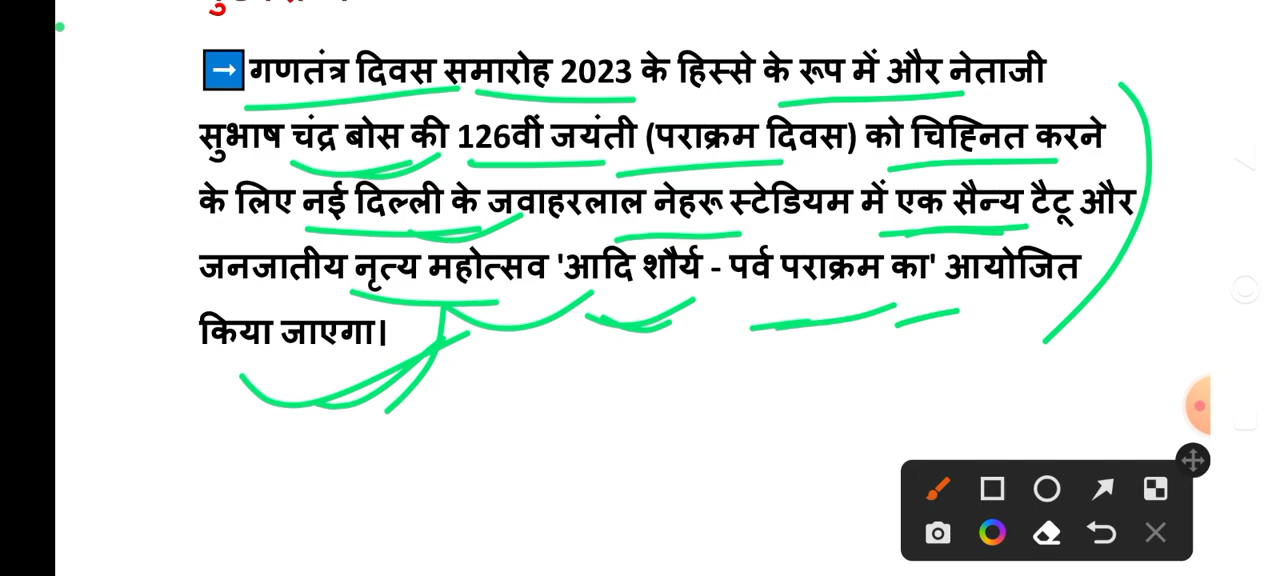 ➡ गणतंत्र दिवस समारोह 2023 के हिस्से के रूप में और नेताजी
सुभाष चंद्र बोस की 126वीं जयंती (पराक्रम दिवस) को चिह्नित करने
के लिए नई दिल्ली के जवाहरलाल नेहरू स्टेडियम में एक सैन्य टैटू और
जनजातीय नृत्य महोत्सव 'आदि शौर्य - पर्व पराक्रम का' आयोजित
किया जाएगा।